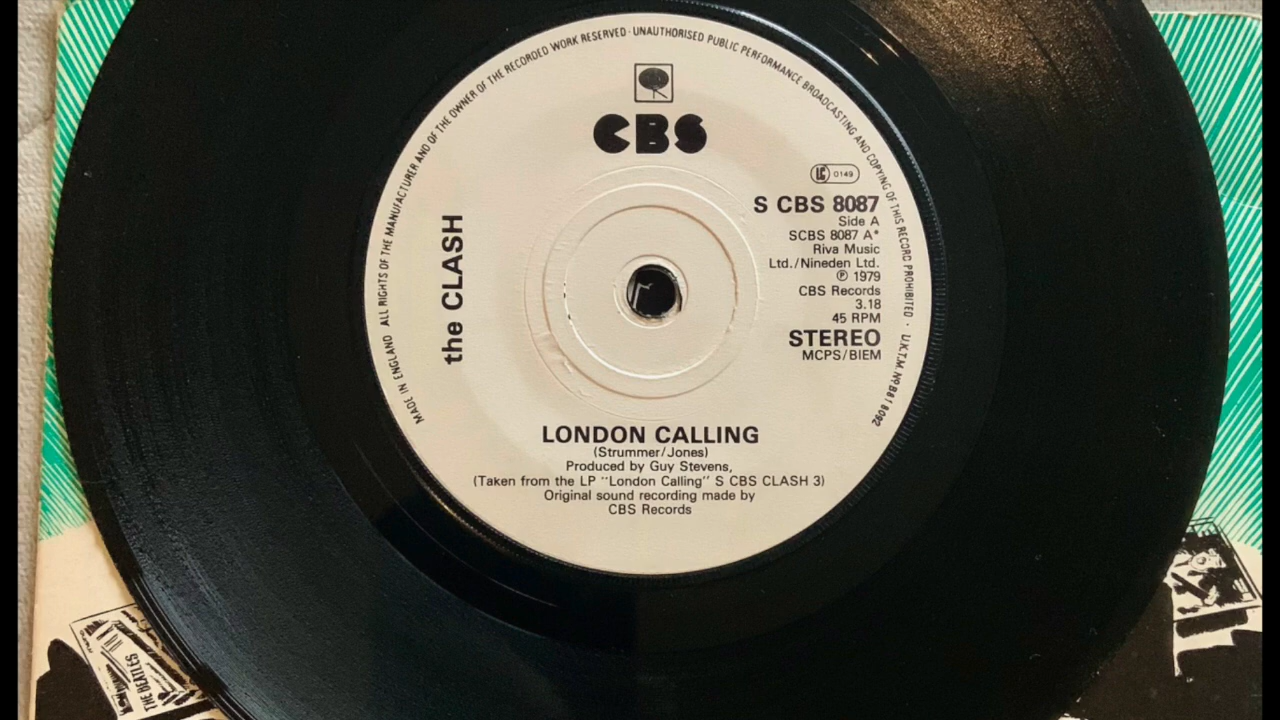 MADE IN ENGLAND ALL RIGHTS OF THE MANUFACTURER AND OF THE OWNER OF THE RECORDED WORK RESERVED · UNAUTHORISED PUBLIC PERFORMANCE BROADCASTING AND COPYING OF THIS RECORD PROHIBITED · U.K.T.M. Nº 881 8092
CBS
LC 0149
the CLASH
S CBS 8087
Side A
SCBS 8087 A*
Riva Music
Ltd./Nineden Ltd.
℗ 1979
CBS Records
3.18
45 RPM
STEREO
MCPS/BIEM
LONDON CALLING
(Strummer/Jones)
Produced by Guy Stevens,
(Taken from the LP "London Calling" S CBS CLASH 3)
Original sound recording made by
CBS Records
THE BEATLES